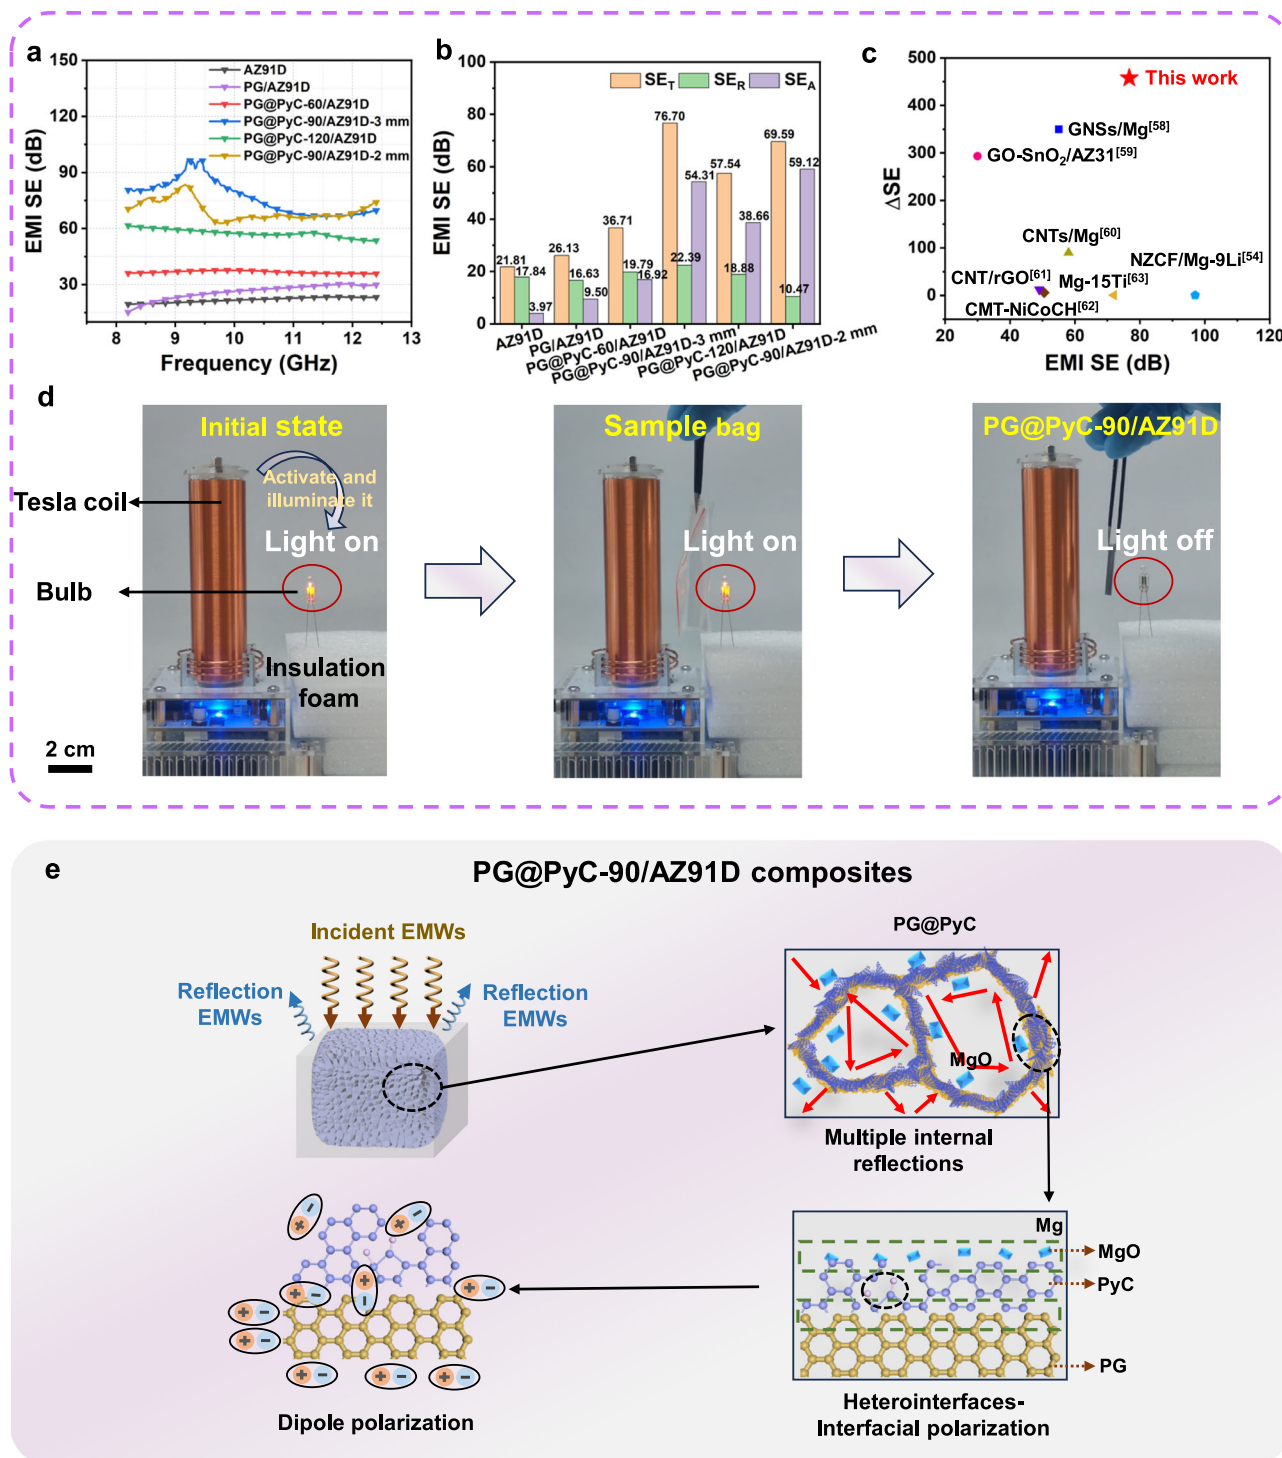 a
EMI SE (dB)
150
120
90
60
30
8
9
10
11
12
13
Frequency (GHz)
AZ91D
PG/AZ91D
PG@PyC-60/AZ91D
PG@PyC-90/AZ91D-3 mm
PG@PyC-120/AZ91D
PG@PyC-90/AZ91D-2 mm
b
EMI SE (dB)
100
80
60
40
20
0
SE_T SE_R SE_A
21.81
17.84
3.97
26.13
16.63
9.50
36.71
19.79
16.92
76.70
22.39
54.31
57.54
18.88
38.66
69.59
10.47
59.12
AZ91D
PG/AZ91D
PG@PyC-60/AZ91D
PG@PyC-90/AZ91D-3 mm
PG@PyC-120/AZ91D
PG@PyC-90/AZ91D-2 mm
c
ΔSE
500
400
300
200
100
0
20
40
60
80
100
120
EMI SE (dB)
This work
GNSs/Mg[58]
GO-SnO2/AZ31[59]
CNTs/Mg[60]
NZCF/Mg-9Li[54]
CNT/rGO[61]
Mg-15Ti[63]
CMT-NiCoCH[62]
d
Initial state
Activate and
illuminate it
Tesla coil
Light on
Bulb
Insulation
foam
2 cm
Sample bag
Light on
PG@PyC-90/AZ91D
Light off
e
PG@PyC-90/AZ91D composites
Incident EMWs
Reflection
EMWs
Reflection
EMWs
PG@PyC
MgO
Multiple internal
reflections
Mg
MgO
PyC
PG
Heterointerfaces-
Interfacial polarization
+ −
+ −
+ −
+ −
+ −
+ −
+ −
+ −
+ −
+ −
Dipole polarization